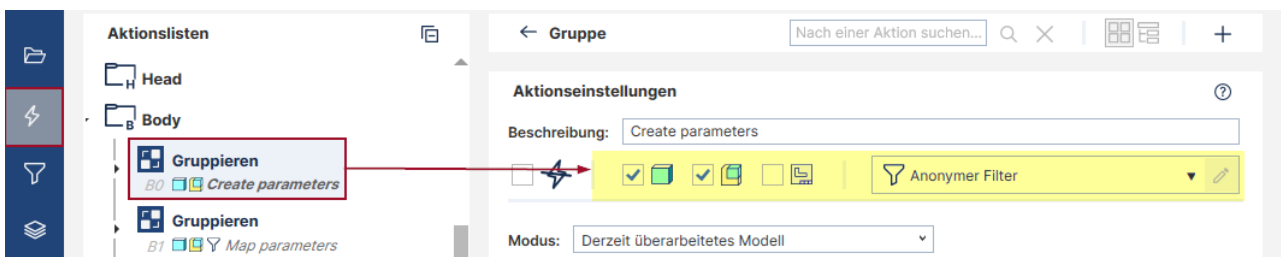 Aktionslisten
Head
H
Body
B
Gruppieren
B0 Create parameters
Gruppieren
B1 Map parameters
Gruppe
Nach einer Aktion suchen...
Aktionseinstellungen
Beschreibung: Create parameters
Anonymer Filter
Modus: Derzeit überarbeitetes Modell